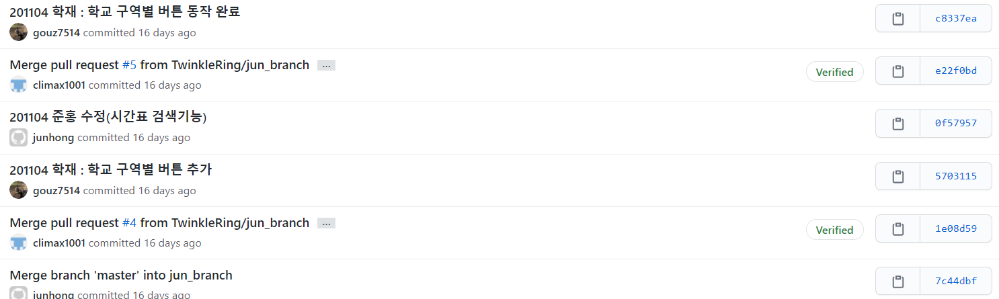 201104 학재 : 학교 구역별 버튼 동작 완료
c8337ea
gouz7514 committed 16 days ago
Merge pull request #5 from TwinkleRing/jun_branch ...
Verified
e22f0bd
climax1001 committed 16 days ago
201104 준홍 수정(시간표 검색기능)
0f57957
junhong committed 16 days ago
201104 학재 : 학교 구역별 버튼 추가
5703115
gouz7514 committed 16 days ago
Merge pull request #4 from TwinkleRing/jun_branch ...
Verified
1e08d59
climax1001 committed 16 days ago
Merge branch 'master' into jun_branch
7c44dbf
junhong committed 16 days ago